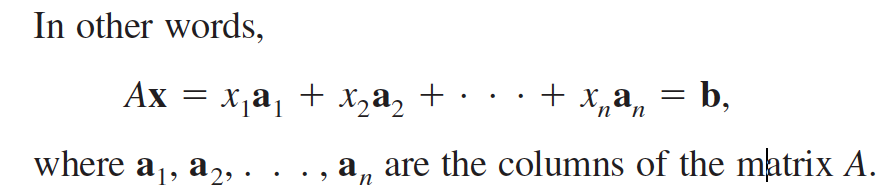 In other words,
Ax = x₁a₁ + x₂a₂ + · · · + xₙaₙ = b,
where a₁, a₂, . . . , aₙ are the columns of the matrix A.